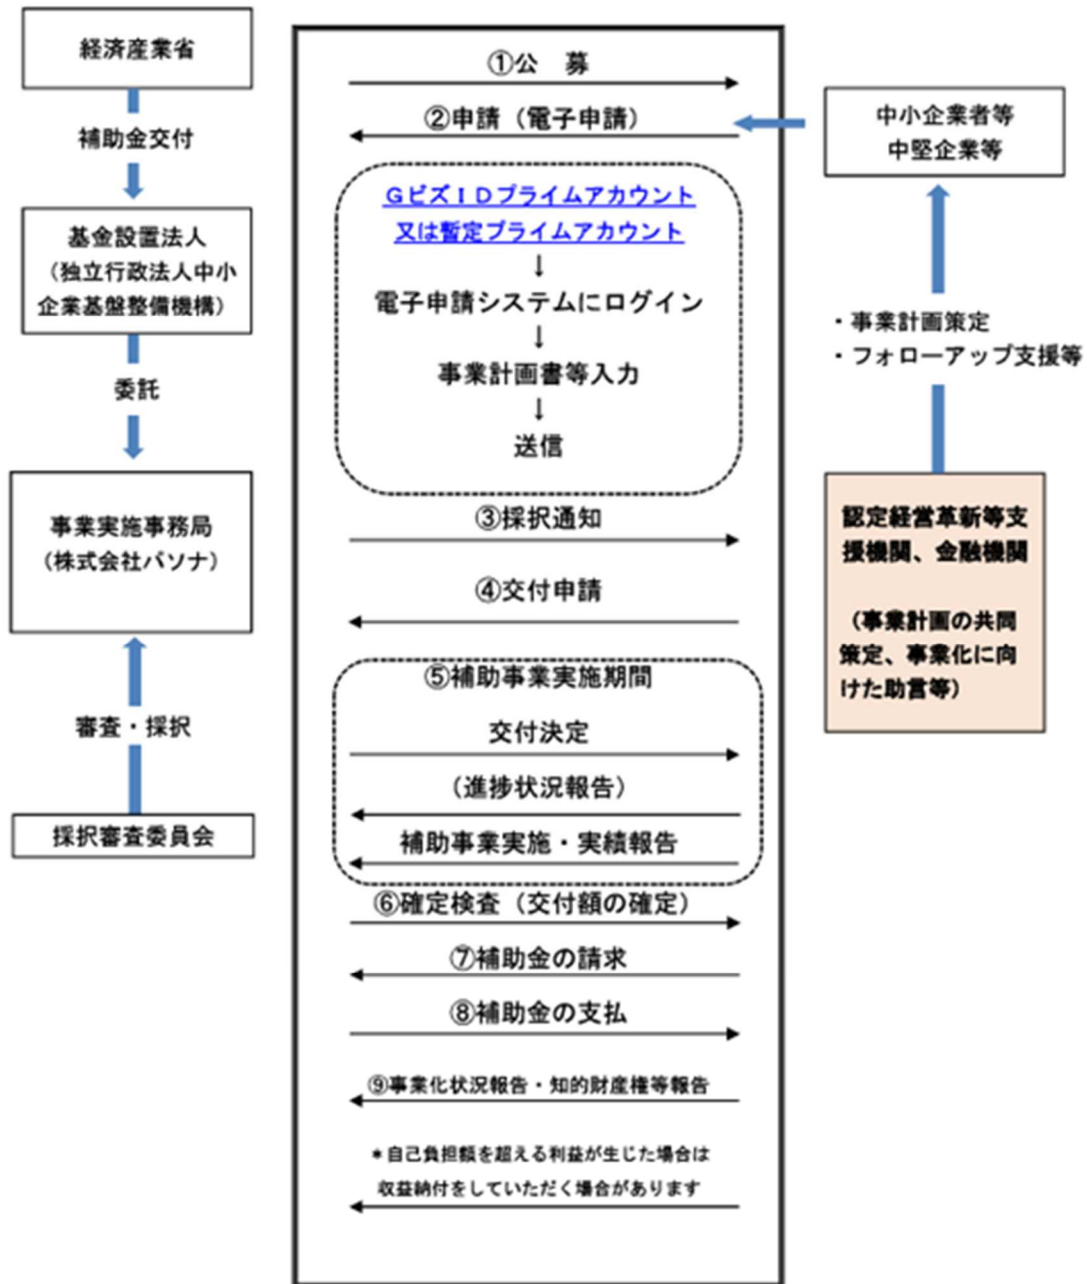 経済産業省
補助金交付
基金設置法人
（独立行政法人中小
企業基盤整備機構）
委託
事業実施事務局
（株式会社パソナ）
審査・採択
採択審査委員会
①公　募
②申請（電子申請）
ＧビズＩＤプライムアカウント
又は暫定プライムアカウント
↓
電子申請システムにログイン
↓
事業計画書等入力
↓
送信
③採択通知
④交付申請
⑤補助事業実施期間
交付決定
（進捗状況報告）
補助事業実施・実績報告
⑥確定検査（交付額の確定）
⑦補助金の請求
⑧補助金の支払
⑨事業化状況報告・知的財産権等報告
＊自己負担額を超える利益が生じた場合は
収益納付をしていただく場合があります
中小企業者等
中堅企業等
・事業計画策定
・フォローアップ支援等
認定経営革新等支
援機関、金融機関
（事業計画の共同
策定、事業化に向
けた助言等）